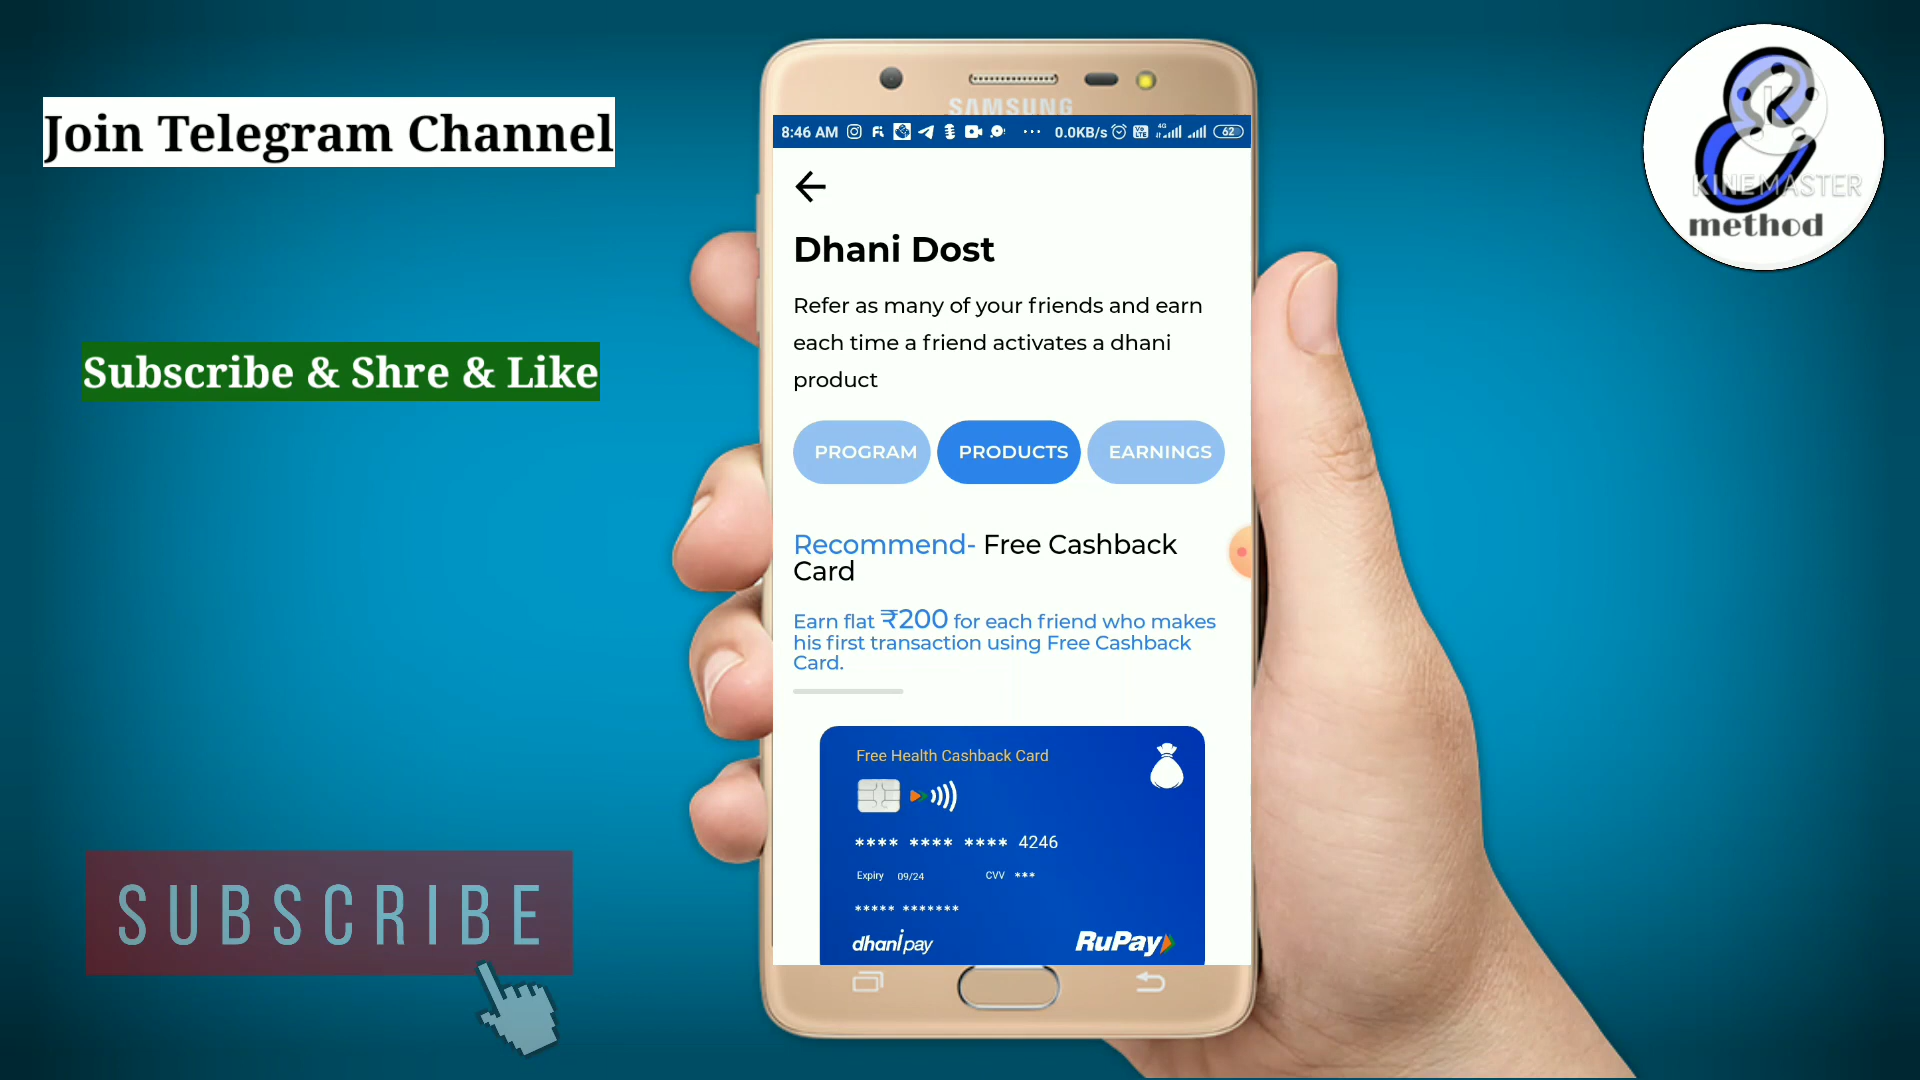 Join Telegram Channel
Subscribe & Shre & Like
SUBSCRIBE
SAMSUNG
8:46 AM ... 0.0KB/s 4G 62
Dhani Dost
Refer as many of your friends and earn
each time a friend activates a dhani
product
PROGRAM PRODUCTS EARNINGS
Recommend- Free Cashback
Card
Earn flat ₹200 for each friend who makes
his first transaction using Free Cashback
Card.
Free Health Cashback Card
**** **** **** 4246
Expiry 09/24 CVV ***
***** *******
dhani pay RuPay
K
KINEMASTER
method